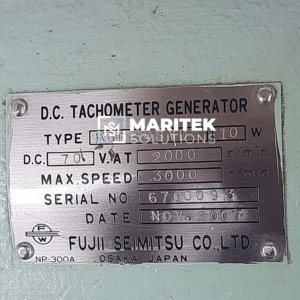 D.C. TACHOMETER GENERATOR
MARITEK
SOLUTIONS
TYPE 10 W
D.C. 70 V.AT 2000 r/min
MAX.SPEED 3000 r/min
SERIAL NO
DATE NOV.2007
FW
FUJII SEIMITSU CO.,LTD
NP-300A OSAKA JAPAN